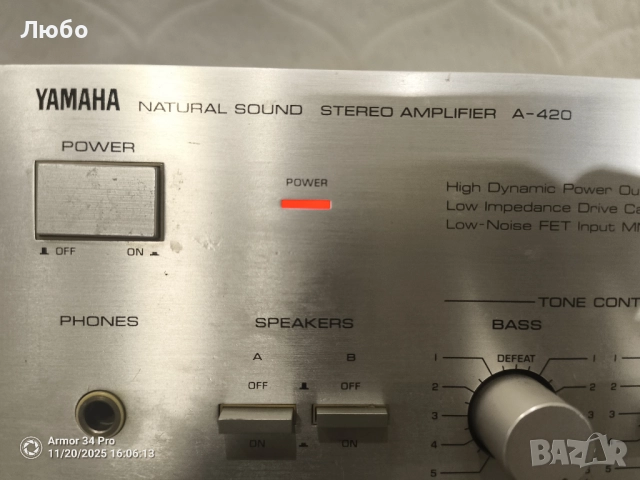 Любо
YAMAHA NATURAL SOUND STEREO AMPLIFIER A-420
POWER
POWER
OFF ON
High Dynamic Power
Low Impedance Drive
Low-Noise FET Input
TONE
PHONES
SPEAKERS
BASS
A B
OFF OFF
ON ON
DEFEAT
1 1
2 2
3 3
4 4
5 5
Armor 34 Pro
11/20/2025 16:06:13
BAZAR